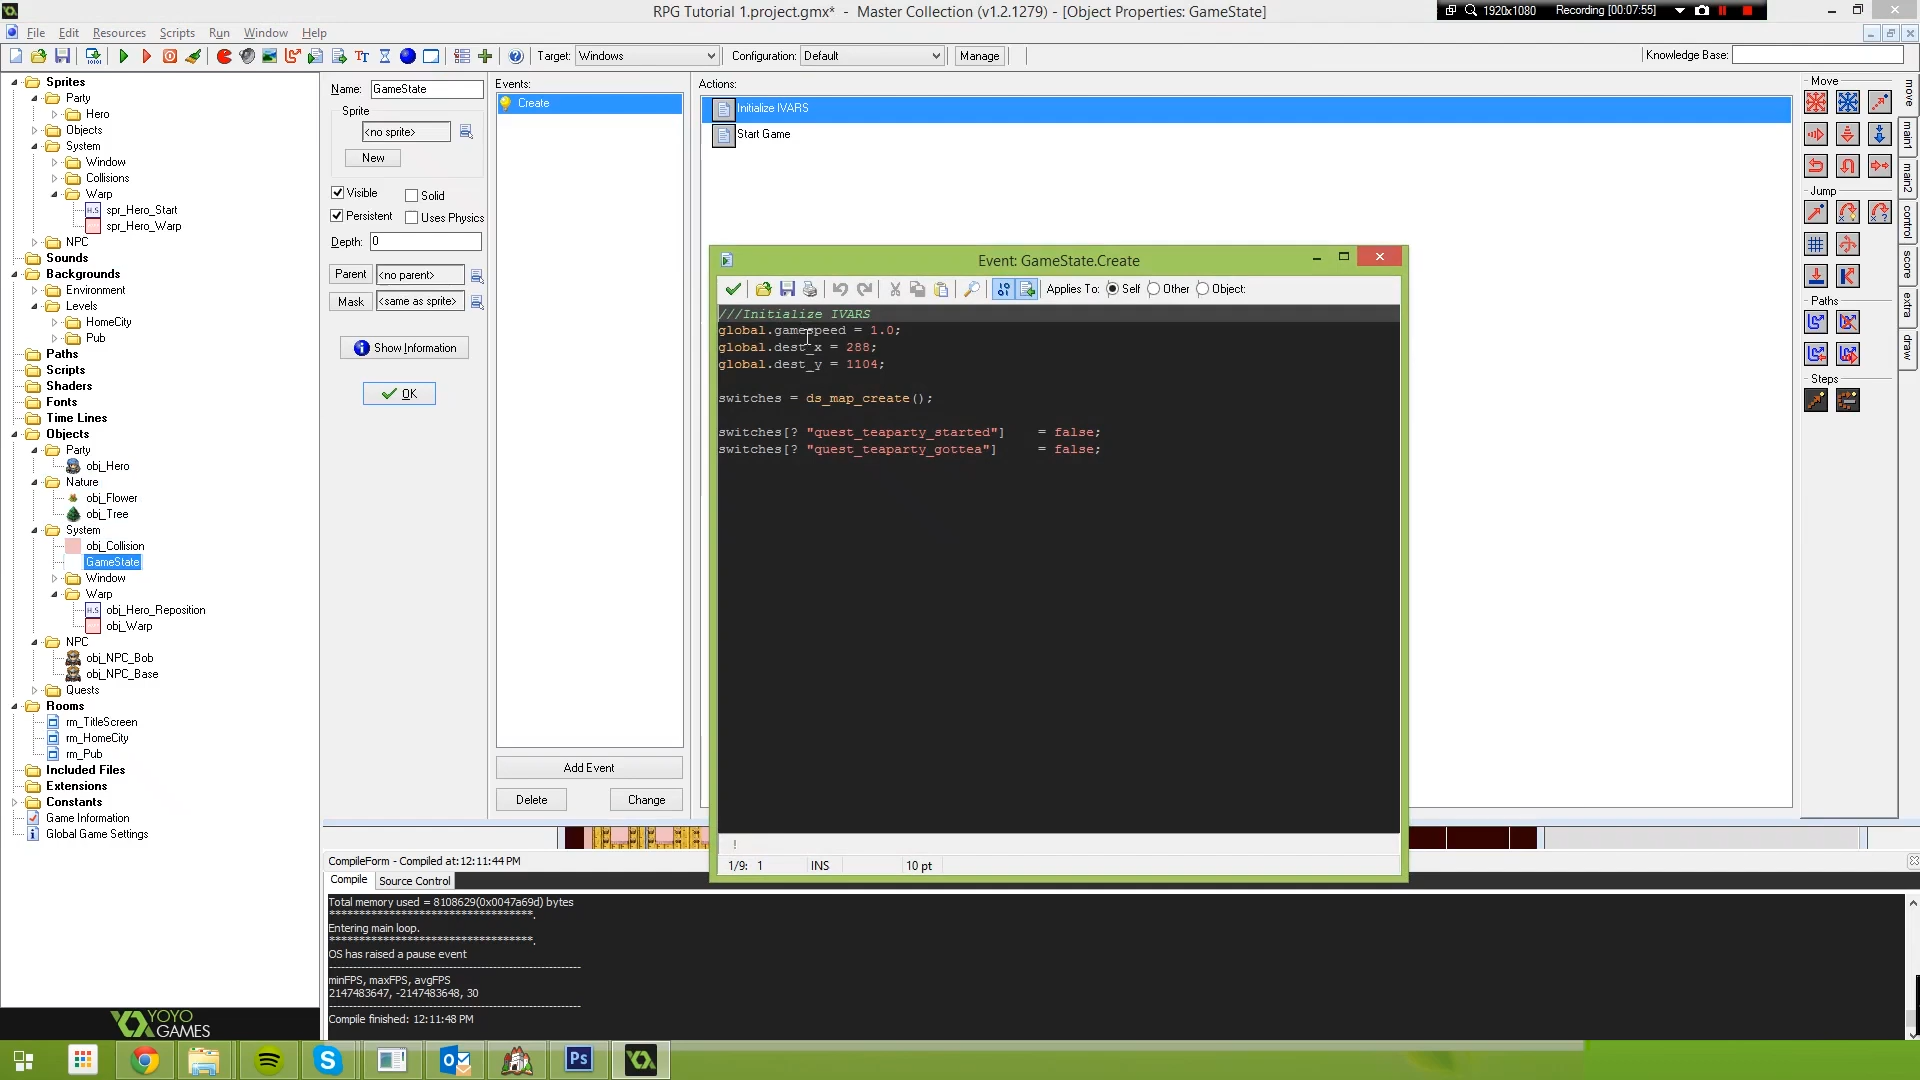 RPG Tutorial 1.project.gmx* - Master Collection (v1.2.1279) - [Object Properties: GameState]
1920x1080 Recording [00:07:55]
File Edit Resources Scripts Run Window Help
Target: Windows Configuration: Default Manage Knowledge Base:
Sprites
Party
Hero
Objects
System
Window
Collisions
Warp
H.S spr_Hero_Start
spr_Hero_Warp
NPC
Sounds
Backgrounds
Environment
Levels
HomeCity
Pub
Paths
Scripts
Shaders
Fonts
Time Lines
Objects
Party
obj_Hero
Nature
obj_Flower
obj_Tree
System
obj_Collision
GameState
Window
Warp
H.S obj_Hero_Reposition
obj_Warp
NPC
obj_NPC_Bob
obj_NPC_Base
Quests
Rooms
rm_TitleScreen
rm_HomeCity
rm_Pub
Included Files
Extensions
Constants
Game Information
Global Game Settings
YOYO
GAMES
Name: GameState
Sprite
<no sprite>
New
Visible Solid
Persistent Uses Physics
Depth: 0
Parent <no parent>
Mask <same as sprite>
Show Information
OK
Events:
Create
Add Event
Delete Change
Actions:
Initialize IVARS
Start Game
Event: GameState.Create
Applies To: Self Other Object:
///Initialize IVARS
global.gamespeed = 1.0;
global.dest_x = 288;
global.dest_y = 1104;
switches = ds_map_create();
switches[? "quest_teaparty_started"] = false;
switches[? "quest_teaparty_gottea"] = false;
!
1/9: 1 INS 10 pt
Move
Jump
Paths
Steps
move
main1
main2
control
score
extra
draw
CompileForm - Compiled at: 12:11:44 PM
Compile Source Control
Total memory used = 8108629(0x0047a69d) bytes
**********************************.
Entering main loop.
**********************************.
OS has raised a pause event
------------------------------------------------------------
minFPS, maxFPS, avgFPS
2147483647, -2147483648, 30
------------------------------------------------------------
Compile finished: 12:11:48 PM
Ps